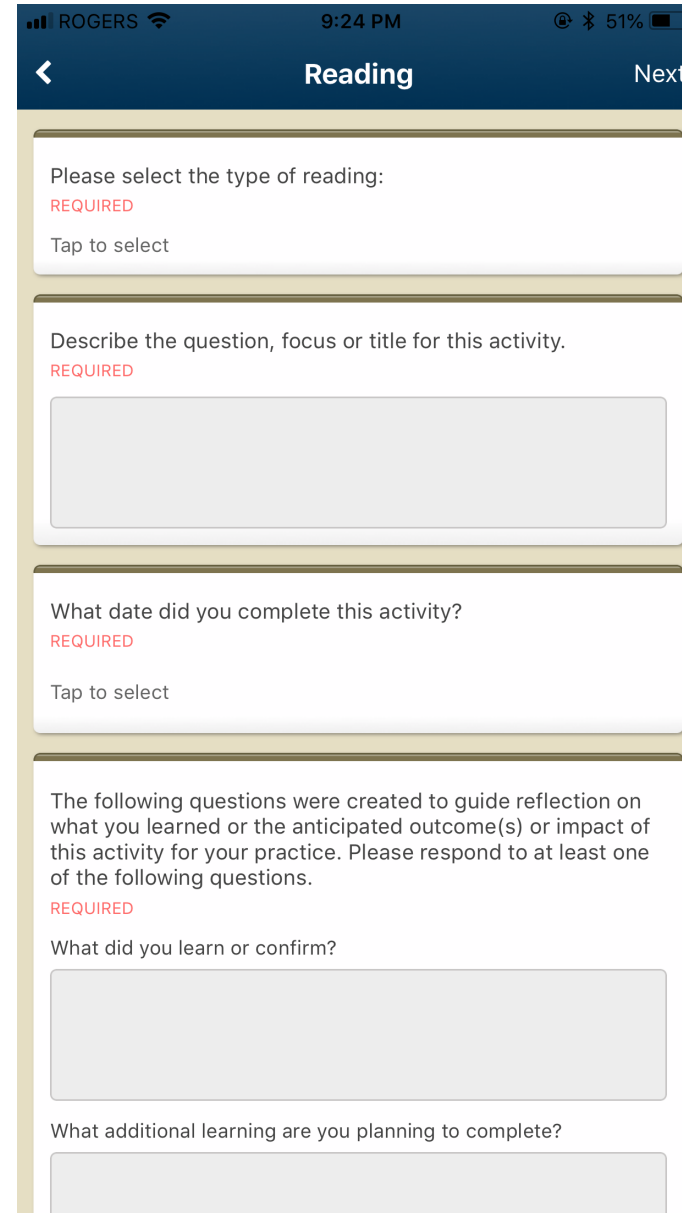 ROGERS 9:24 PM 51%
Reading Next
Please select the type of reading:
REQUIRED
Tap to select
Describe the question, focus or title for this activity.
REQUIRED
What date did you complete this activity?
REQUIRED
Tap to select
The following questions were created to guide reflection on
what you learned or the anticipated outcome(s) or impact of
this activity for your practice. Please respond to at least one
of the following questions.
REQUIRED
What did you learn or confirm?
What additional learning are you planning to complete?